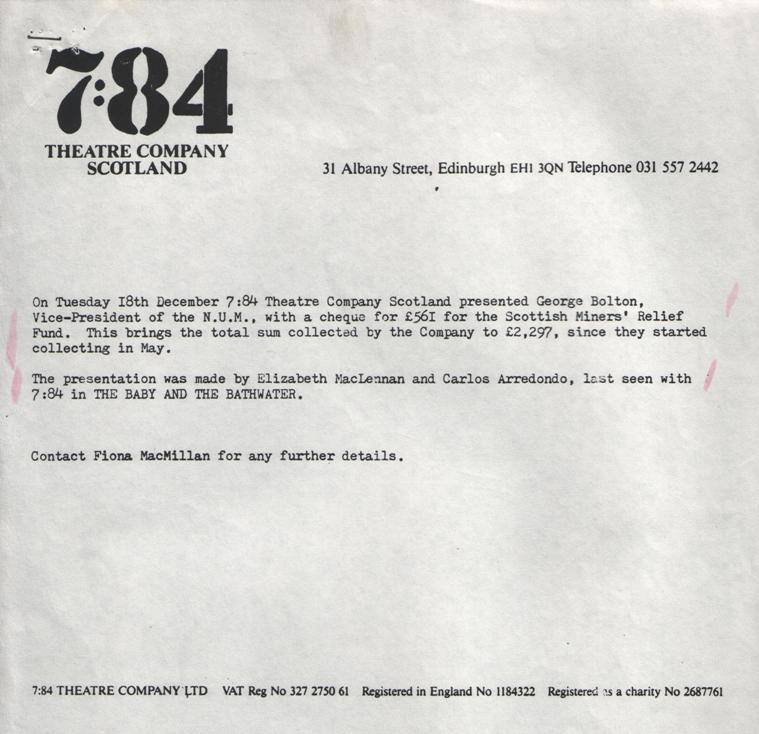 7:84
THEATRE COMPANY
SCOTLAND
31 Albany Street, Edinburgh EH1 3QN Telephone 031 557 2442
On Tuesday I8th December 7:84 Theatre Company Scotland presented George Bolton,
Vice-President of the N.U.M., with a cheque for £56I for the Scottish Miners' Relief
Fund. This brings the total sum collected by the Company to £2,297, since they started
collecting in May.
The presentation was made by Elizabeth MacLennan and Carlos Arredondo, last seen with
7:84 in THE BABY AND THE BATHWATER.
Contact Fiona MacMillan for any further details.
7:84 THEATRE COMPANY LTD VAT Reg No 327 2750 61 Registered in England No 1184322 Registered as a charity No 2687761